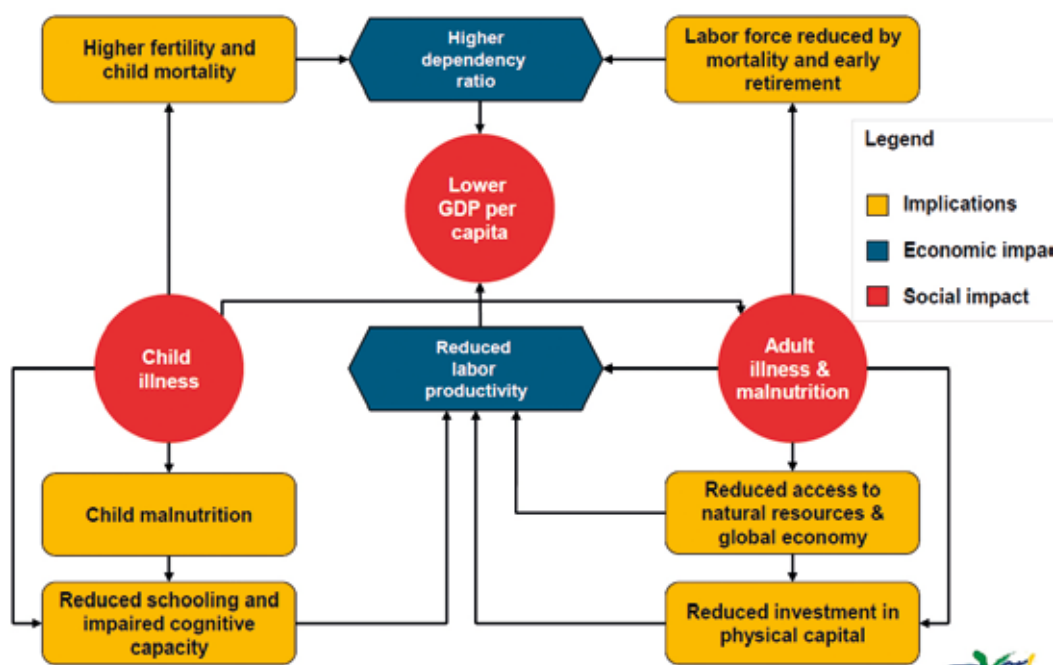 Higher fertility and
child mortality
Higher
dependency
ratio
Labor force reduced by
mortality and early
retirement
Legend
Implications
Economic impa
Social impact
Lower
GDP per
capita
Child
illness
Reduced
labor
productivity
Adult
illness &
malnutrition
Child malnutrition
Reduced access to
natural resources &
global economy
Reduced schooling and
impaired cognitive
capacity
Reduced investment in
physical capital